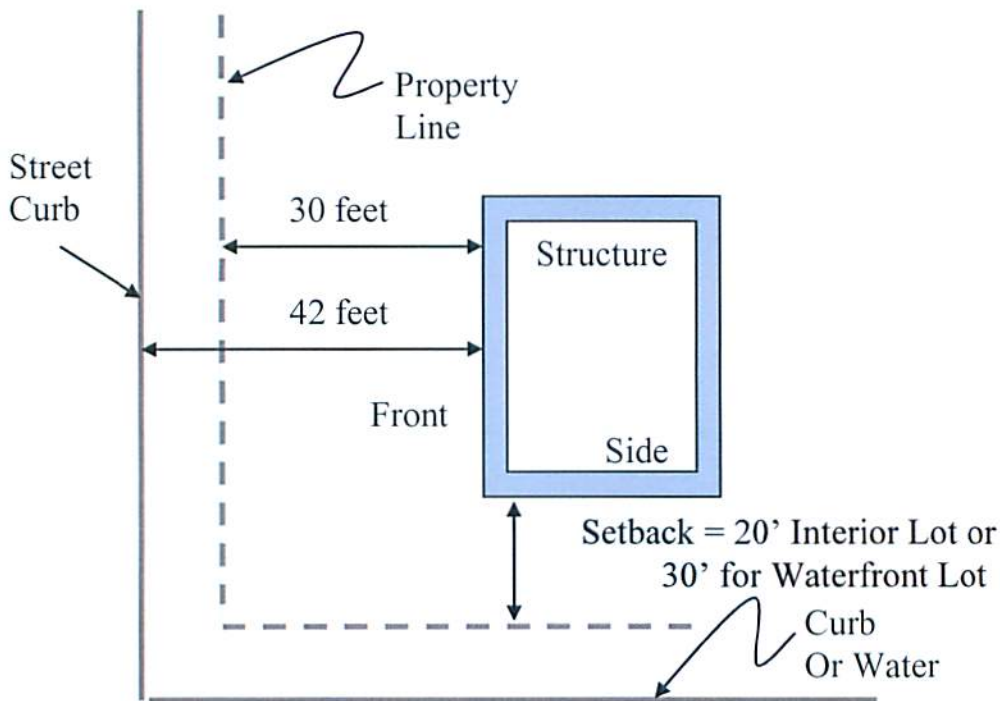 Property
Line
Street
Curb
30 feet
Structure
42 feet
Front
Side
Setback = 20’ Interior Lot or
30’ for Waterfront Lot
Curb
Or Water